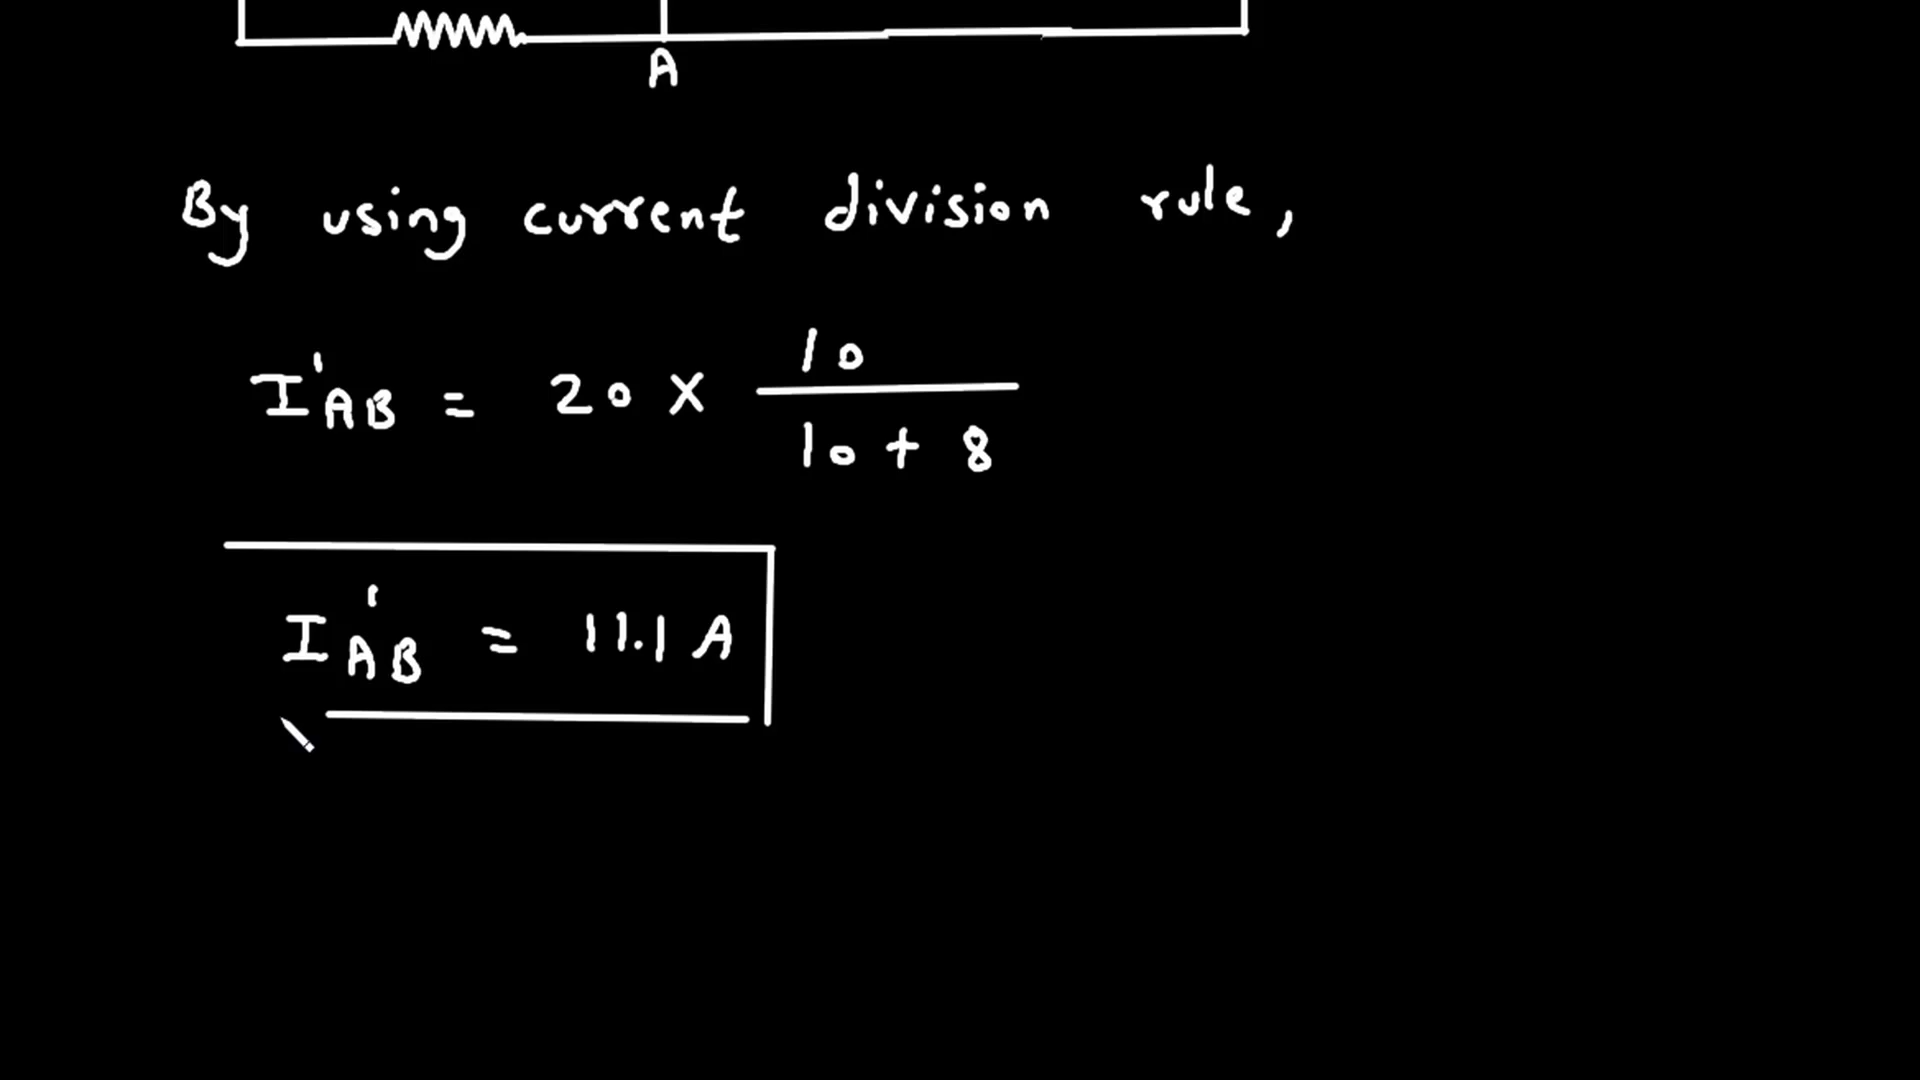 A
By using current division rule,
I'AB = 20 X 10 / 10 + 8
I'AB = 11.1 A